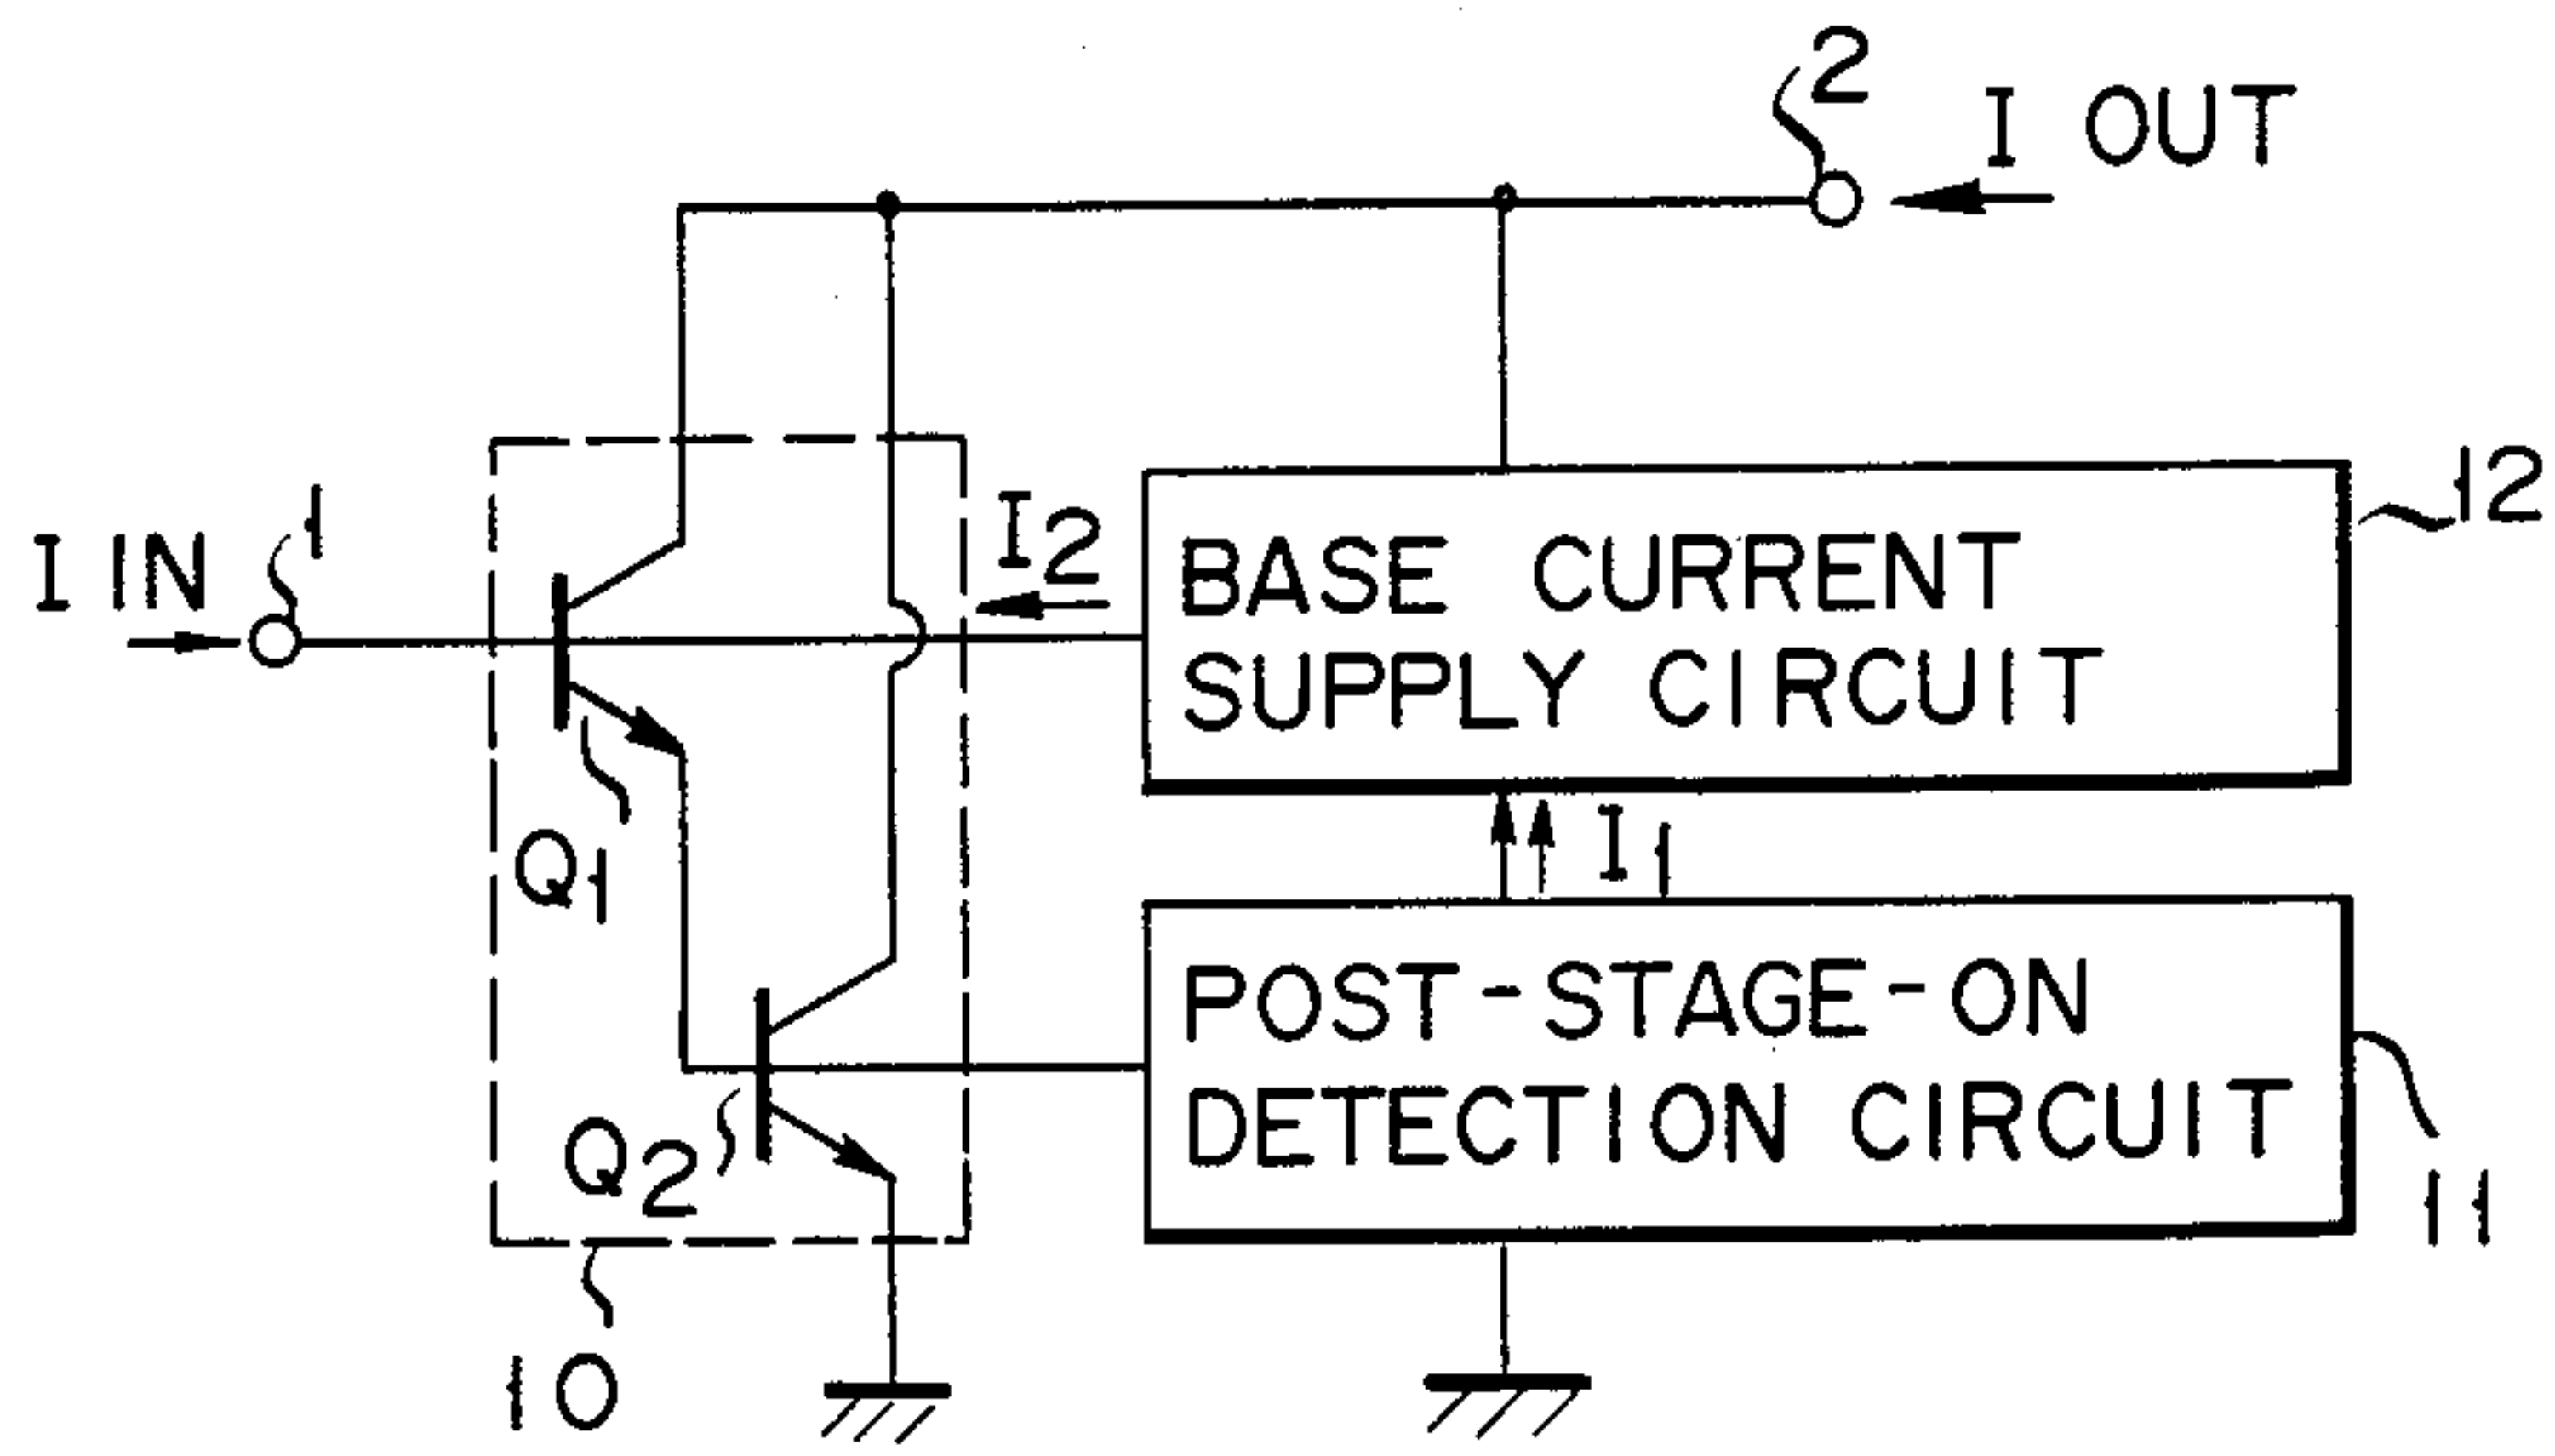 2
I OUT
12
1
I IN
I2
BASE CURRENT
SUPPLY CIRCUIT
I1
Q1
POST-STAGE-ON
DETECTION CIRCUIT
Q2
11
10